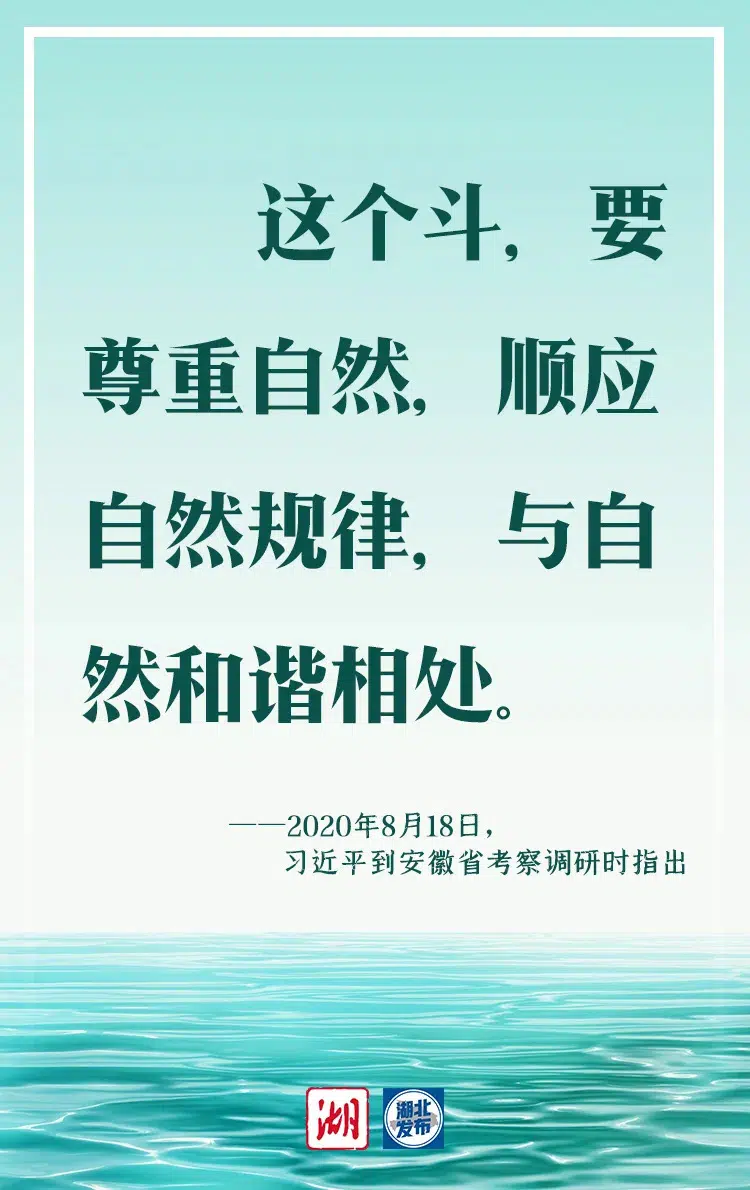 这个斗，要
尊重自然，顺应
自然规律，与自
然和谐相处。
——2020年8月18日，
习近平到安徽省考察调研时指出
湖
湖北
发布